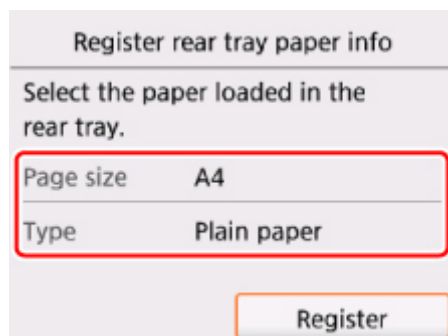 Register rear tray paper info
Select the paper loaded in the
rear tray.
Page size A4
Type Plain paper
Register